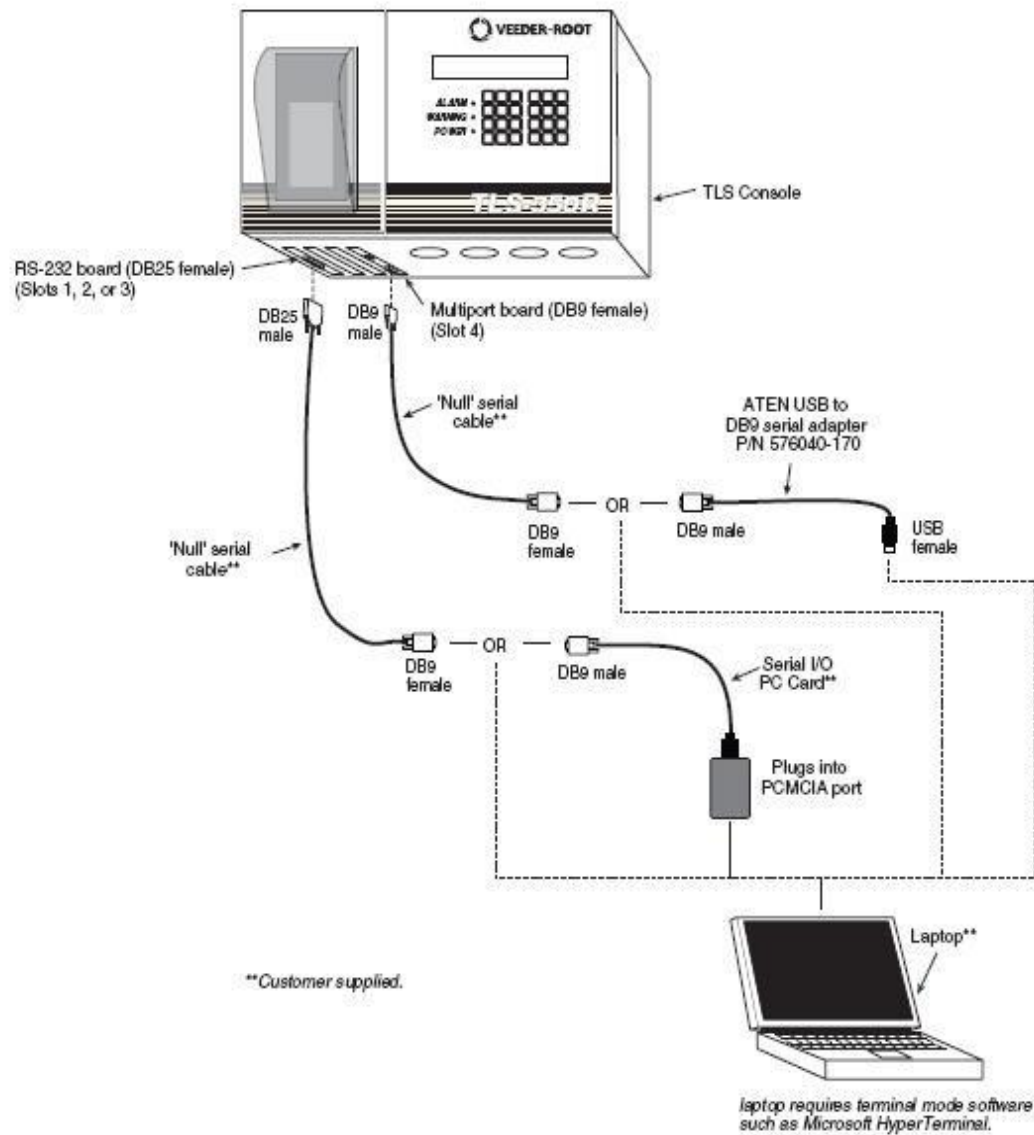 VEEDER-ROOT
ALARM
WARNING
POWER
TLS-350R
TLS Console
RS-232 board (DB25 female)
(Slots 1, 2, or 3)
DB25
male
DB9
male
Multiport board (DB9 female)
(Slot 4)
'Null' serial
cable**
ATEN USB to
DB9 serial adapter
P/N 576040-170
OR
DB9
female
DB9 male
USB
female
'Null' serial
cable**
OR
DB9
female
DB9 male
Serial I/O
PC Card**
Plugs into
PCMCIA port
Laptop**
**Customer supplied.
laptop requires terminal mode software
such as Microsoft HyperTerminal.